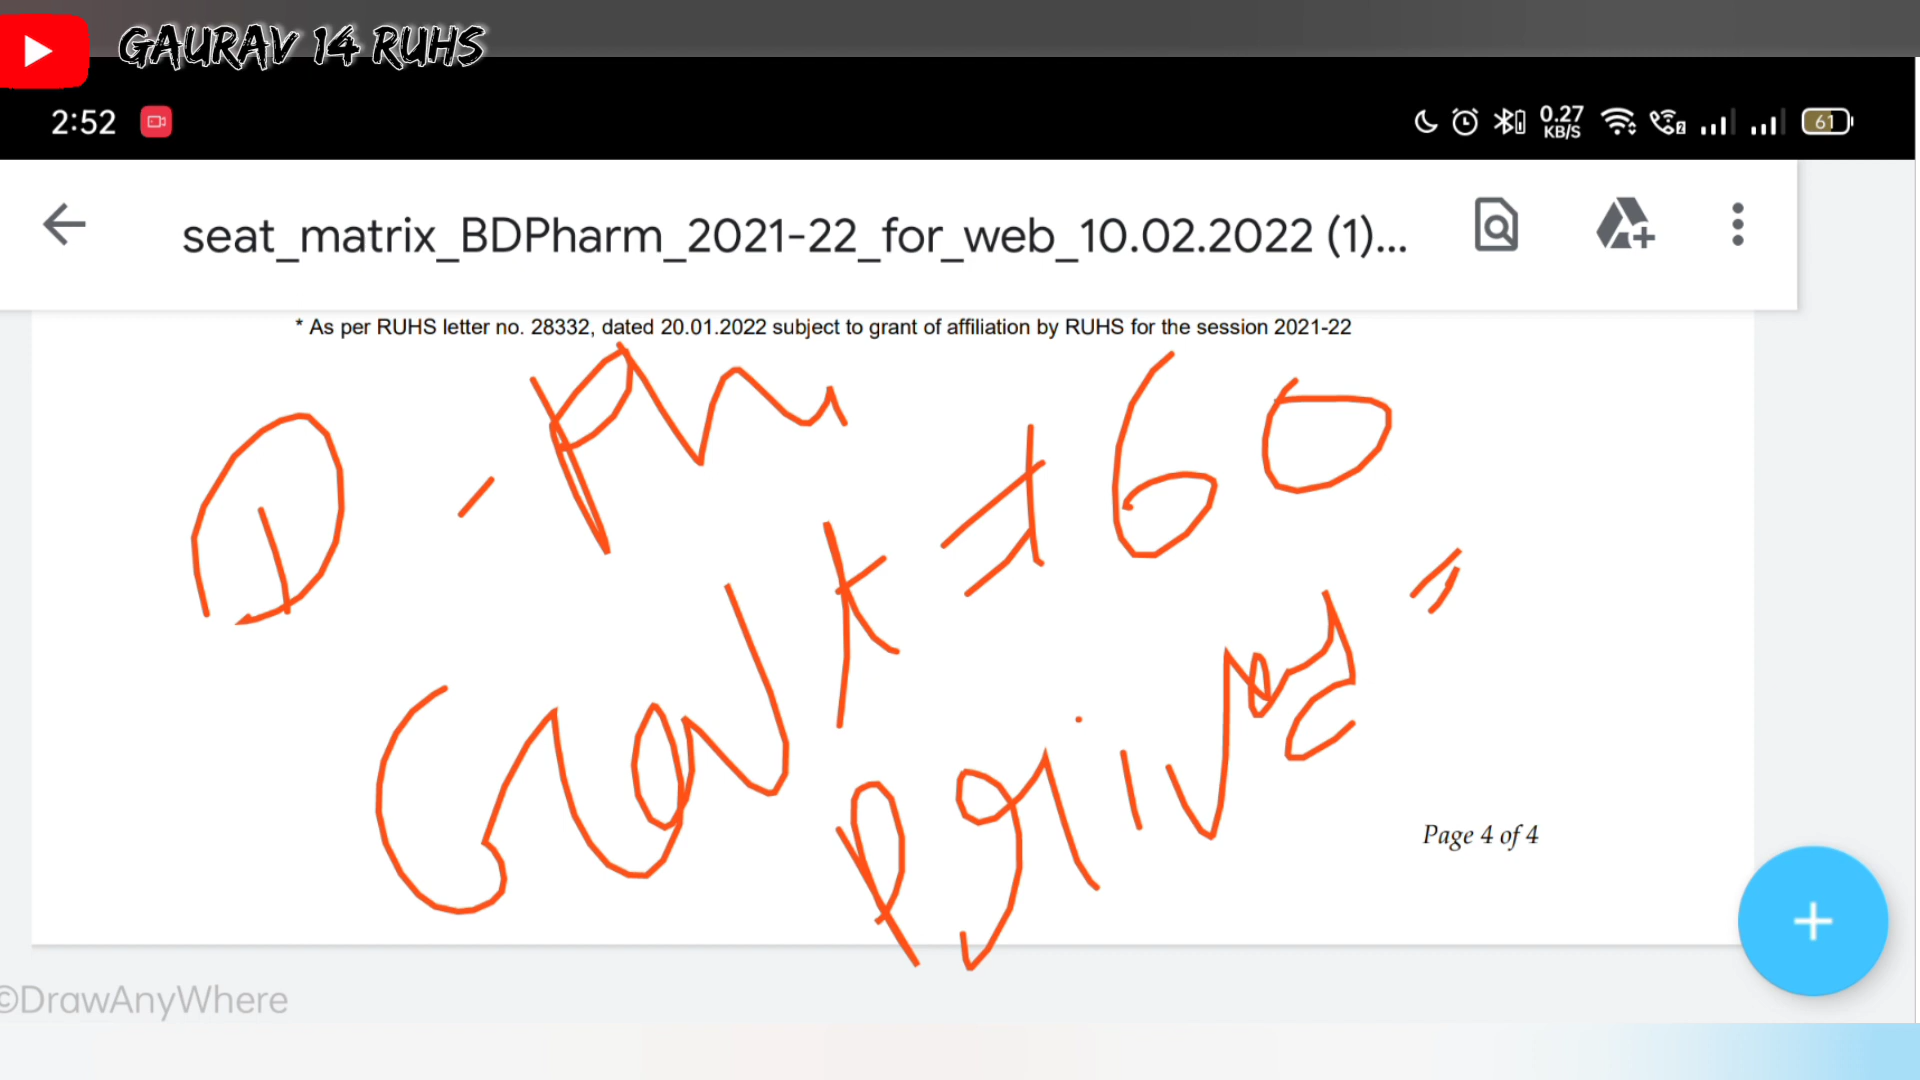 GAURAV 14 RUHS
2:52 0.27 KB/S 2 61
seat_matrix_BDPharm_2021-22_for_web_10.02.2022 (1)...
* As per RUHS letter no. 28332, dated 20.01.2022 subject to grant of affiliation by RUHS for the session 2021-22
D - Ph
= 60
=
Page 4 of 4
+
©DrawAnyWhere